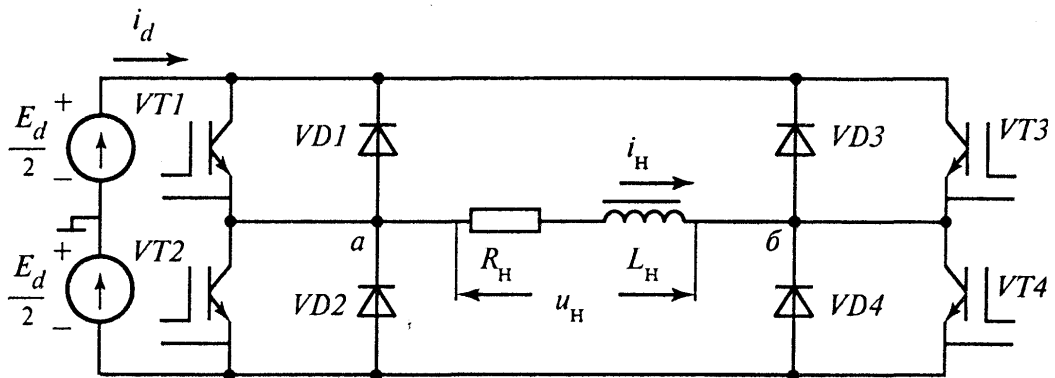 i_d
+
VT1
E_d/2
−
VD1
VD3
VT3
i_н
+
VT2
а
R_н
L_н
б
E_d/2
−
VD2
u_н
VD4
VT4